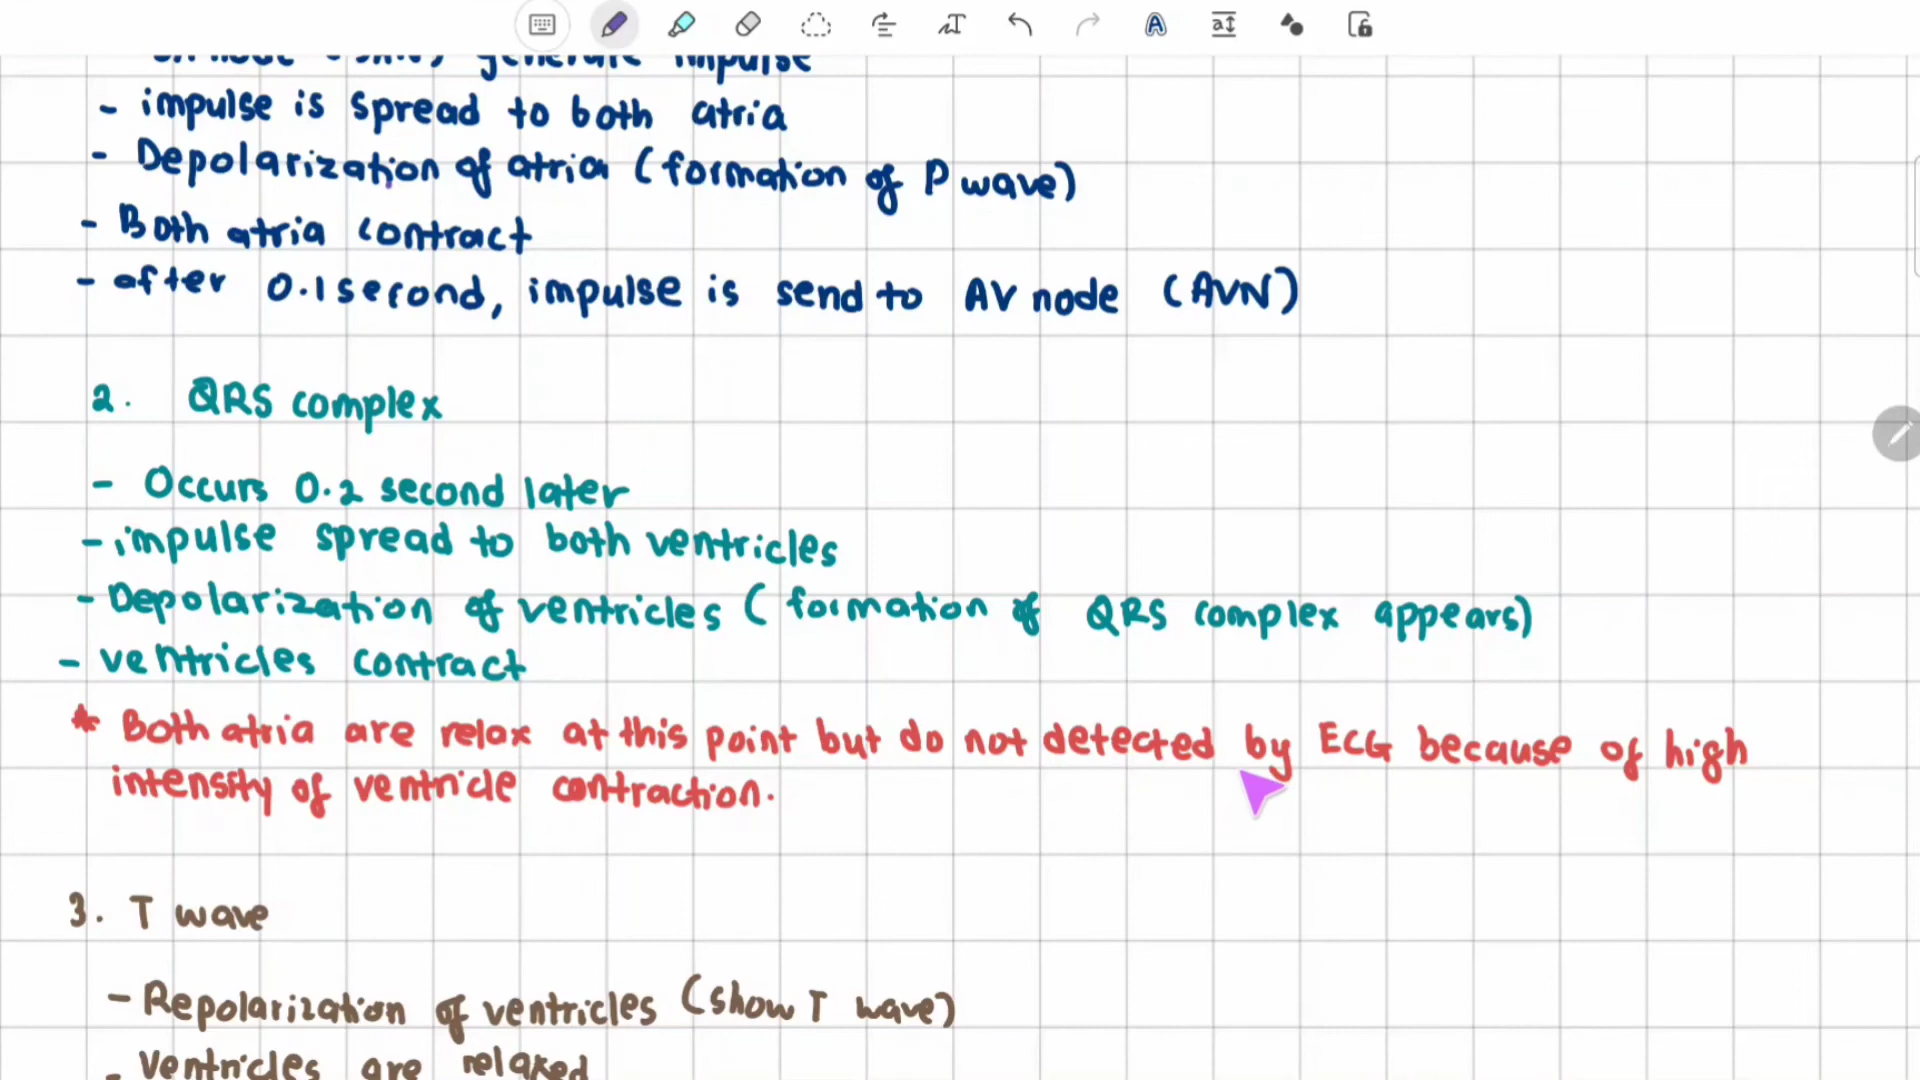 generate impulse
- impulse is spread to both atria
- Depolarization of atria (formation of P wave)
- Both atria contract
- after 0.1 second, impulse is send to AV node (AVN)
2. QRS complex
- Occurs 0.2 second later
- impulse spread to both ventricles
- Depolarization of ventricles (formation of QRS complex appears)
- ventricles contract
* Both atria are relax at this point but do not detected by ECG because of high
intensity of ventricle contraction.
3. T wave
- Repolarization of ventricles (show T wave)
- Ventricles are relaxed